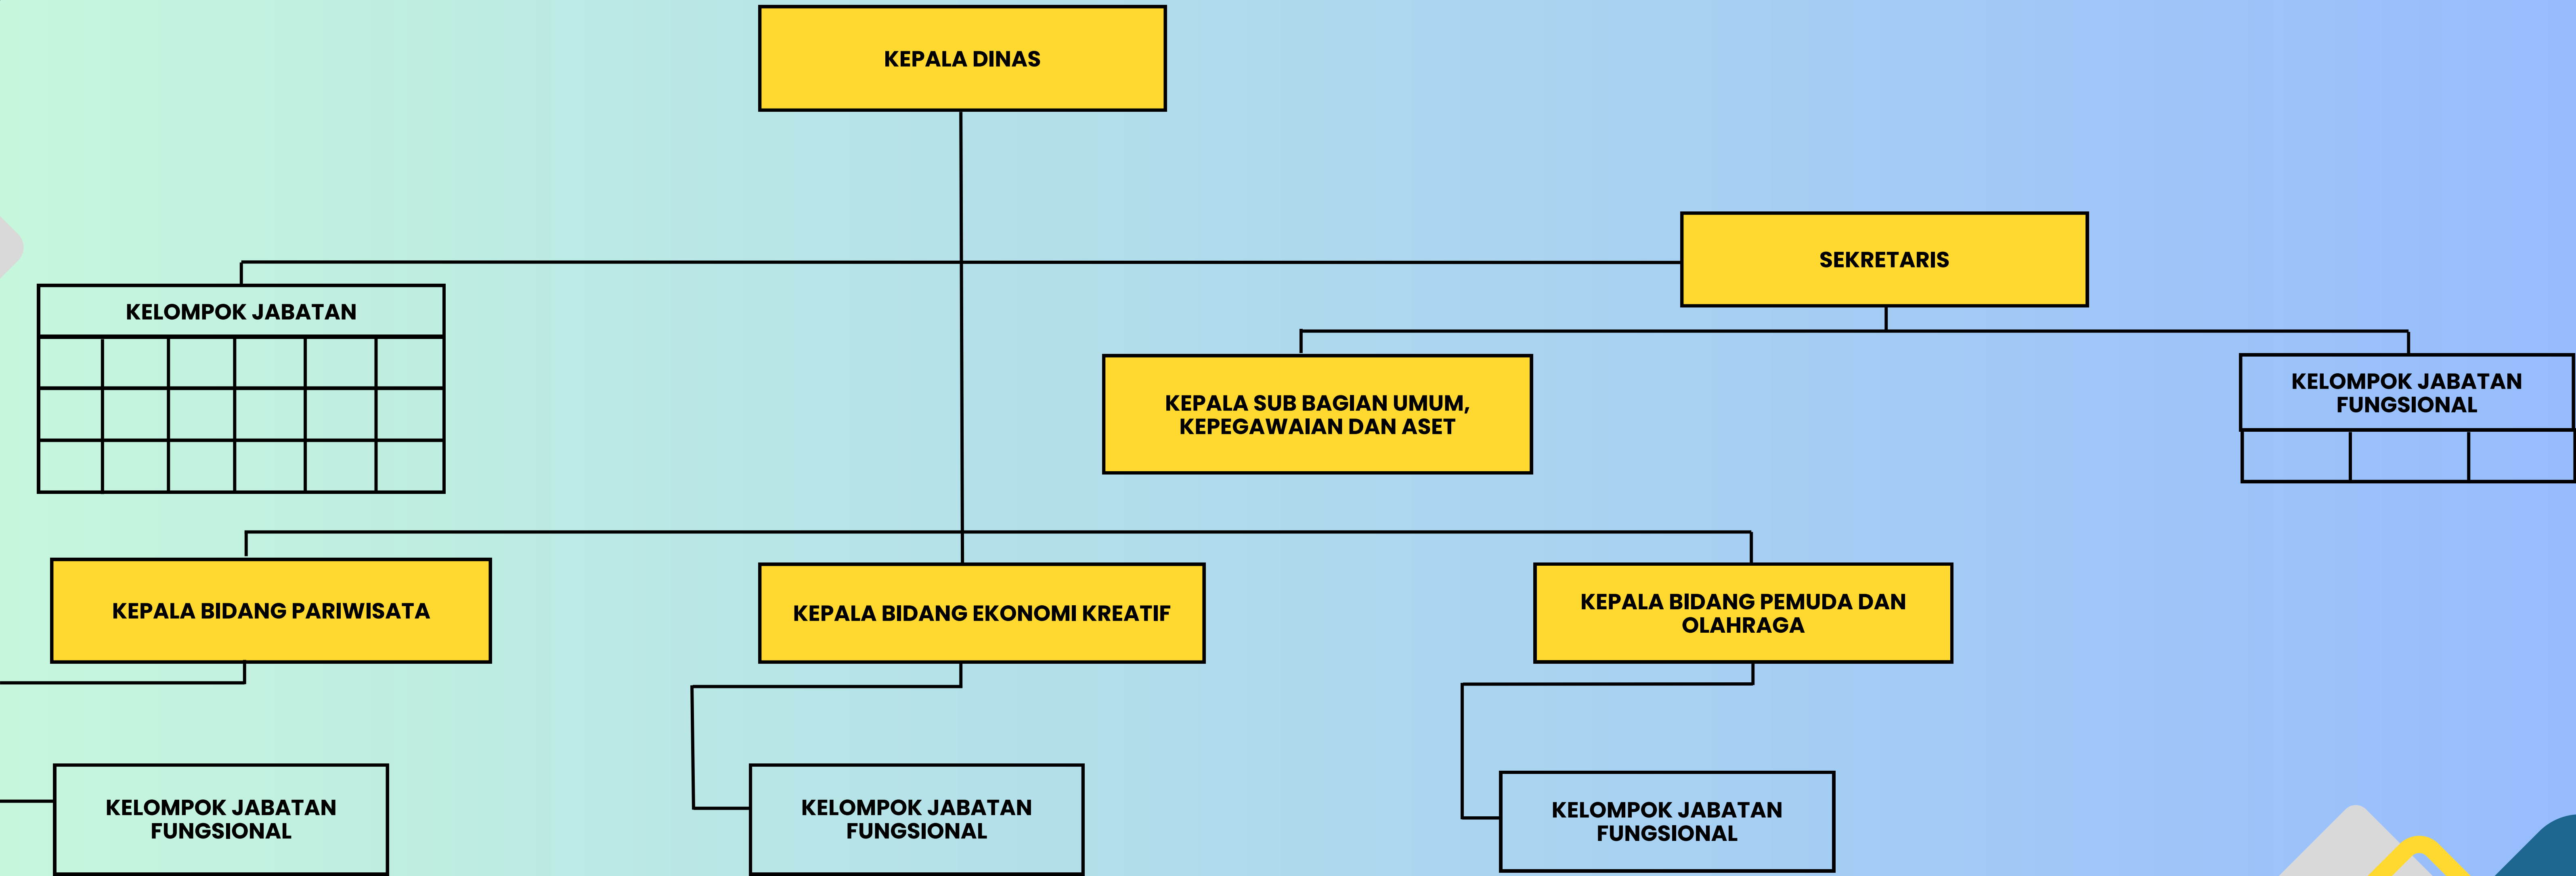 KEPALA DINAS
SEKRETARIS
KELOMPOK JABATAN
KEPALA SUB BAGIAN UMUM,
KEPEGAWAIAN DAN ASET
KELOMPOK JABATAN
FUNGSIONAL
KEPALA BIDANG PARIWISATA
KEPALA BIDANG EKONOMI KREATIF
KEPALA BIDANG PEMUDA DAN
OLAHRAGA
KELOMPOK JABATAN
FUNGSIONAL
KELOMPOK JABATAN
FUNGSIONAL
KELOMPOK JABATAN
FUNGSIONAL